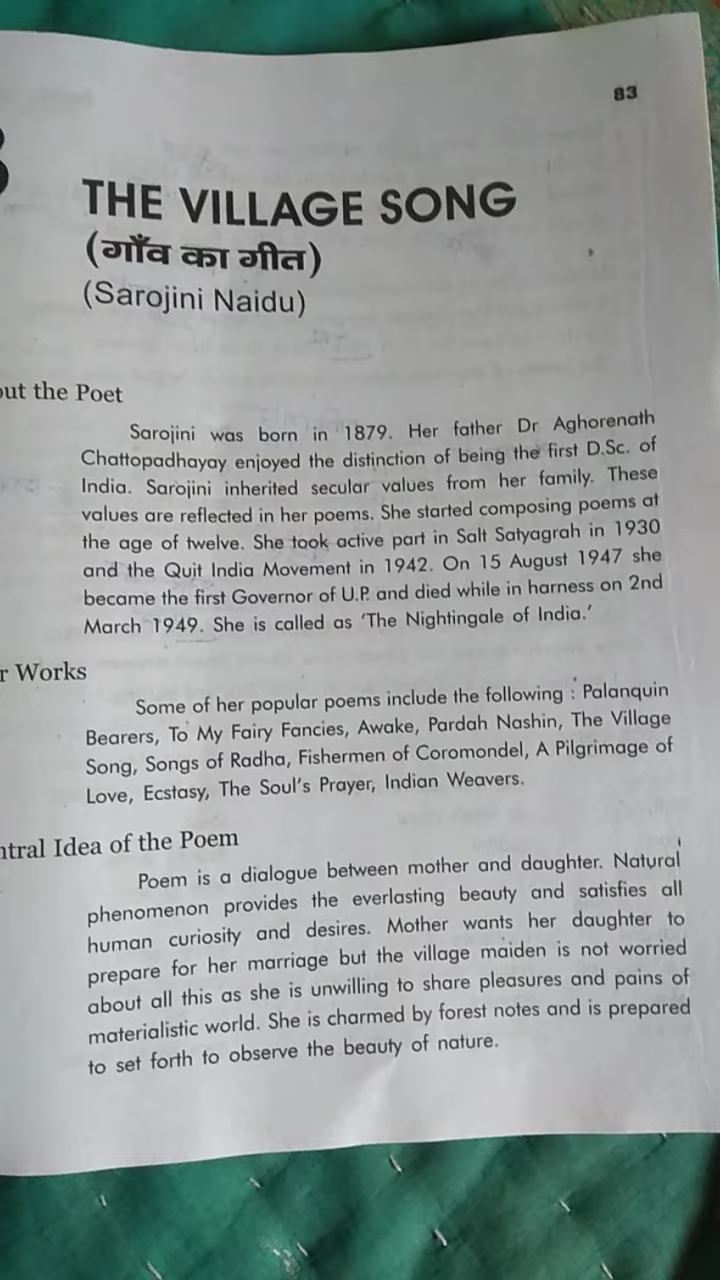 83
THE VILLAGE SONG
(गाँव का गीत)
(Sarojini Naidu)
the Poet
Sarojini was born in 1879. Her father Dr Aghorenath
Chattopadhayay enjoyed the distinction of being the first D.Sc. of
India. Sarojini inherited secular values from her family. These
values are reflected in her poems. She started composing poems at
the age of twelve. She took active part in Salt Satyagrah in 1930
and the Quit India Movement in 1942. On 15 August 1947 she
became the first Governor of U.P. and died while in harness on 2nd
March 1949. She is called as 'The Nightingale of India.'
Works
Some of her popular poems include the following : Palanquin
Bearers, To My Fairy Fancies, Awake, Pardah Nashin, The Village
Song, Songs of Radha, Fishermen of Coromondel, A Pilgrimage of
Love, Ecstasy, The Soul's Prayer, Indian Weavers.
Idea of the Poem
Poem is a dialogue between mother and daughter. Natural
phenomenon provides the everlasting beauty and satisfies all
human curiosity and desires. Mother wants her daughter to
prepare for her marriage but the village maiden is not worried
about all this as she is unwilling to share pleasures and pains of
materialistic world. She is charmed by forest notes and is prepared
to set forth to observe the beauty of nature.